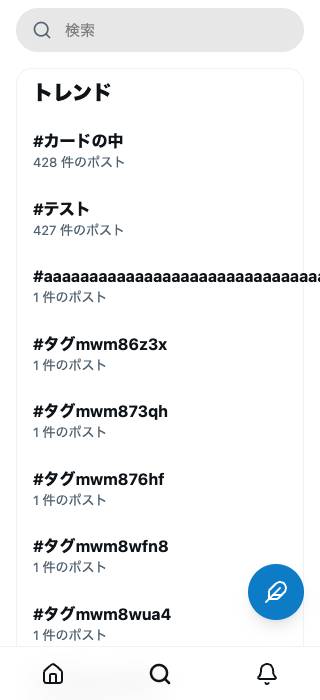 検索
トレンド
#カードの中
428 件のポスト
#テスト
427 件のポスト
#aaaaaaaaaaaaaaaaaaaaaaaaaaaaaaa
1 件のポスト
#タグmwm86z3x
1 件のポスト
#タグmwm873qh
1 件のポスト
#タグmwm876hf
1 件のポスト
#タグmwm8wfn8
1 件のポスト
#タグmwm8wua4
1 件のポスト